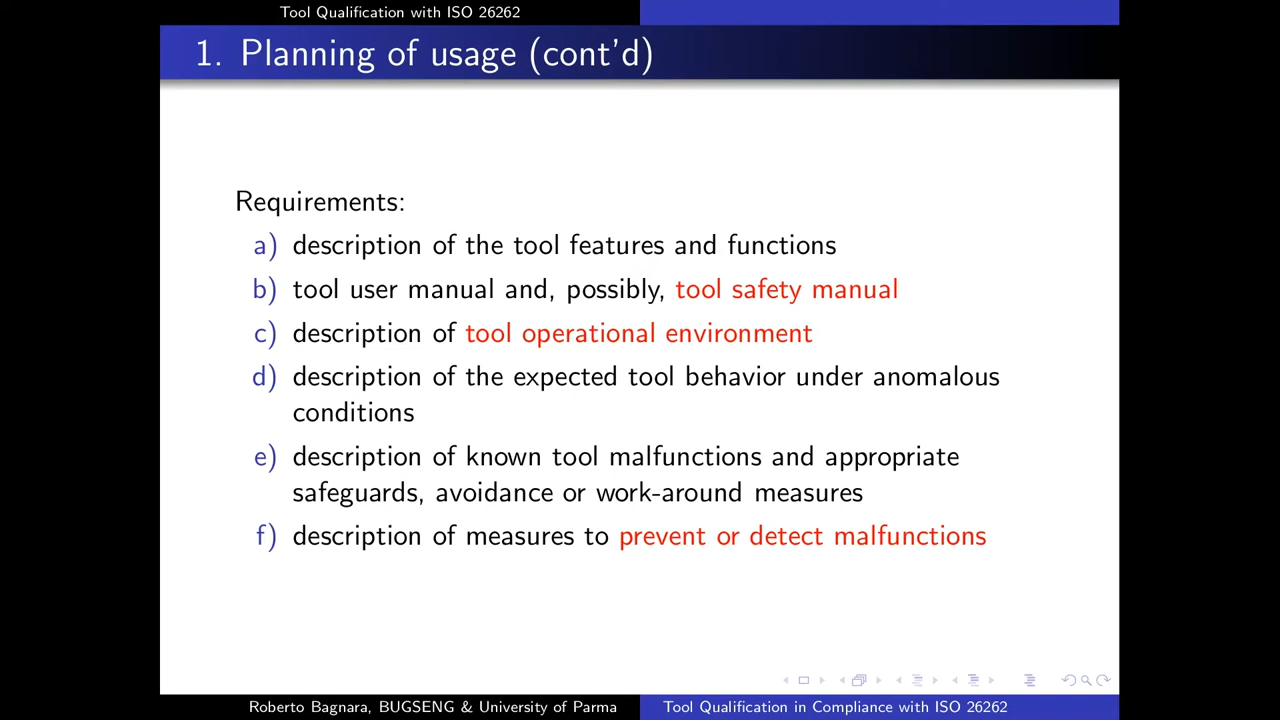 Tool Qualification with ISO 26262
1. Planning of usage (cont'd)
Requirements:
a) description of the tool features and functions
b) tool user manual and, possibly, tool safety manual
c) description of tool operational environment
d) description of the expected tool behavior under anomalous
conditions
e) description of known tool malfunctions and appropriate
safeguards, avoidance or work-around measures
f) description of measures to prevent or detect malfunctions
Roberto Bagnara, BUGSENG & University of Parma
Tool Qualification in Compliance with ISO 26262